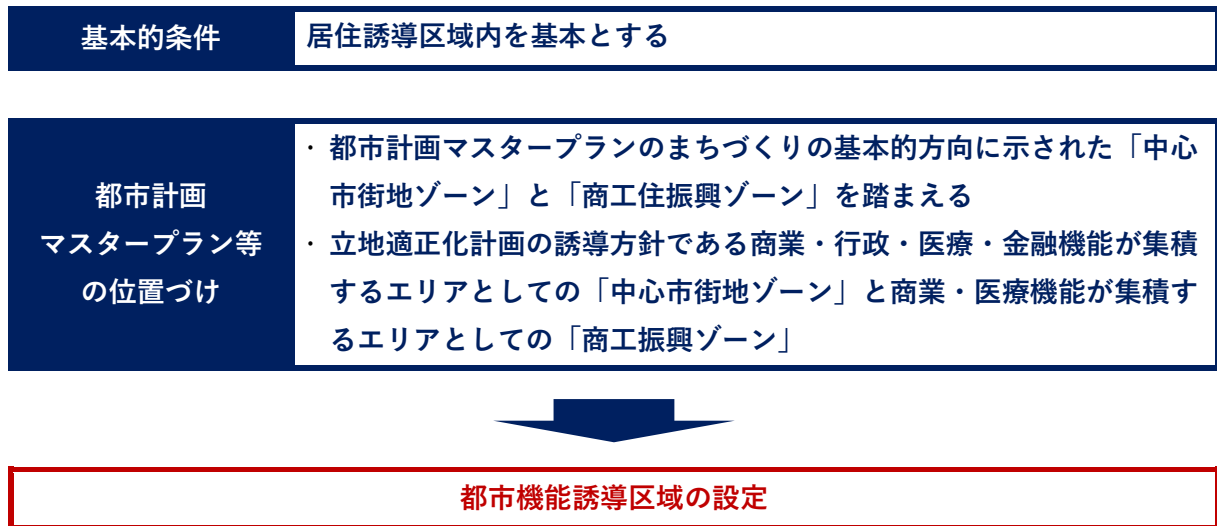 基本的条件
居住誘導区域内を基本とする
都市計画
マスタープラン等
の位置づけ
・都市計画マスタープランのまちづくりの基本的方向に示された「中心
市街地ゾーン」と「商工住振興ゾーン」を踏まえる
・立地適正化計画の誘導方針である商業・行政・医療・金融機能が集積
するエリアとしての「中心市街地ゾーン」と商業・医療機能が集積す
るエリアとしての「商工振興ゾーン」
都市機能誘導区域の設定